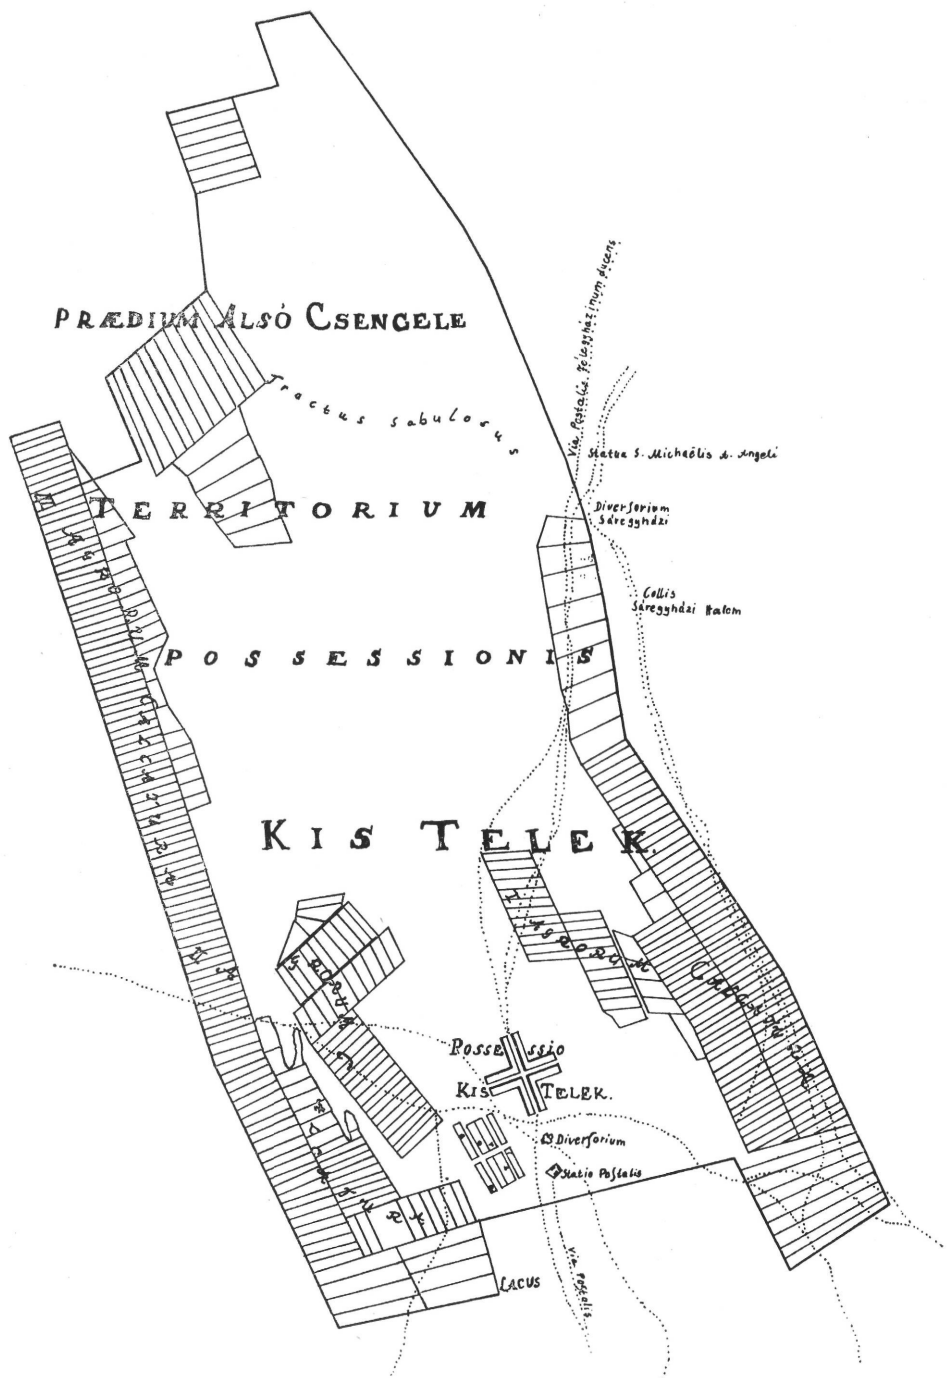 PRÆDIUM ALSÓ CSENGELE
Tractus sabulosus
Via Postalis Félegyházinum ducens
Statua S. Michaëlis A. Angeli
Diversorium
Sáregyházi
Collis
Sáregyházi Halom
TERRITORIUM
POSSESSIONIS
KIS TELEK.
POSSESSIO
KIS TELEK.
Diversorium
Statio Postalis
Via Postalis
LACUS